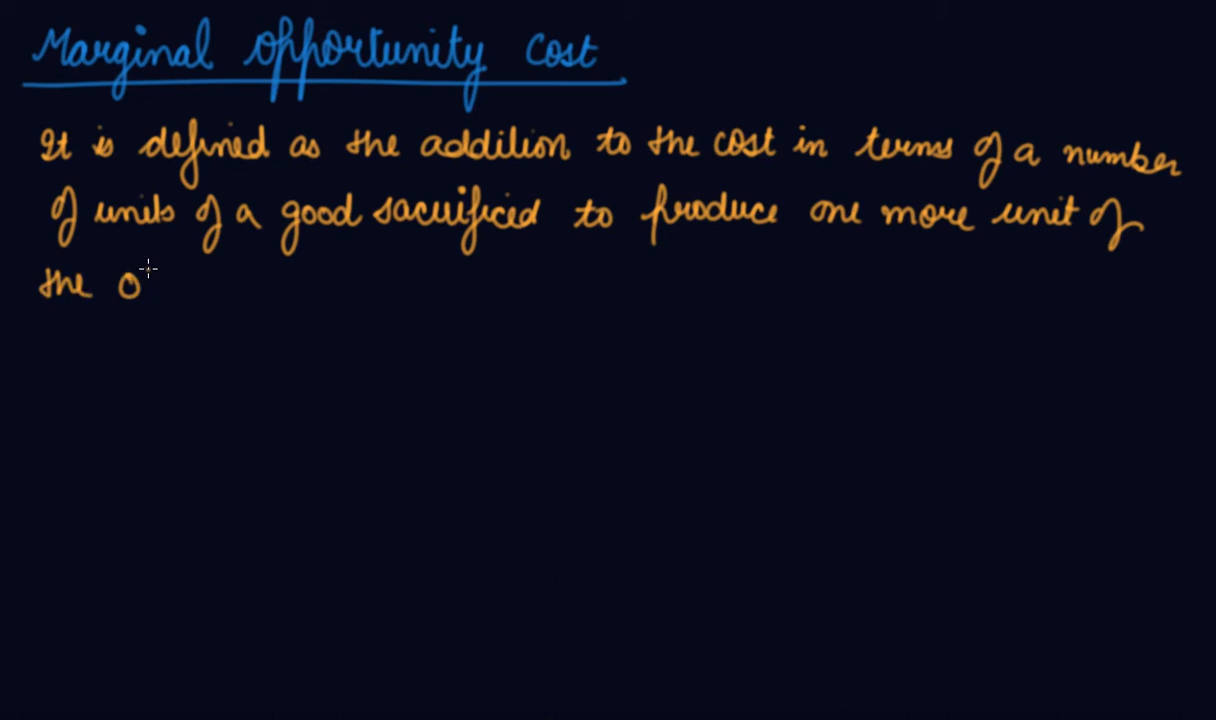 Marginal opportunity cost
It is defined as the addition to the cost in terms of a number
of units of a good sacrificed to produce one more unit of
the o